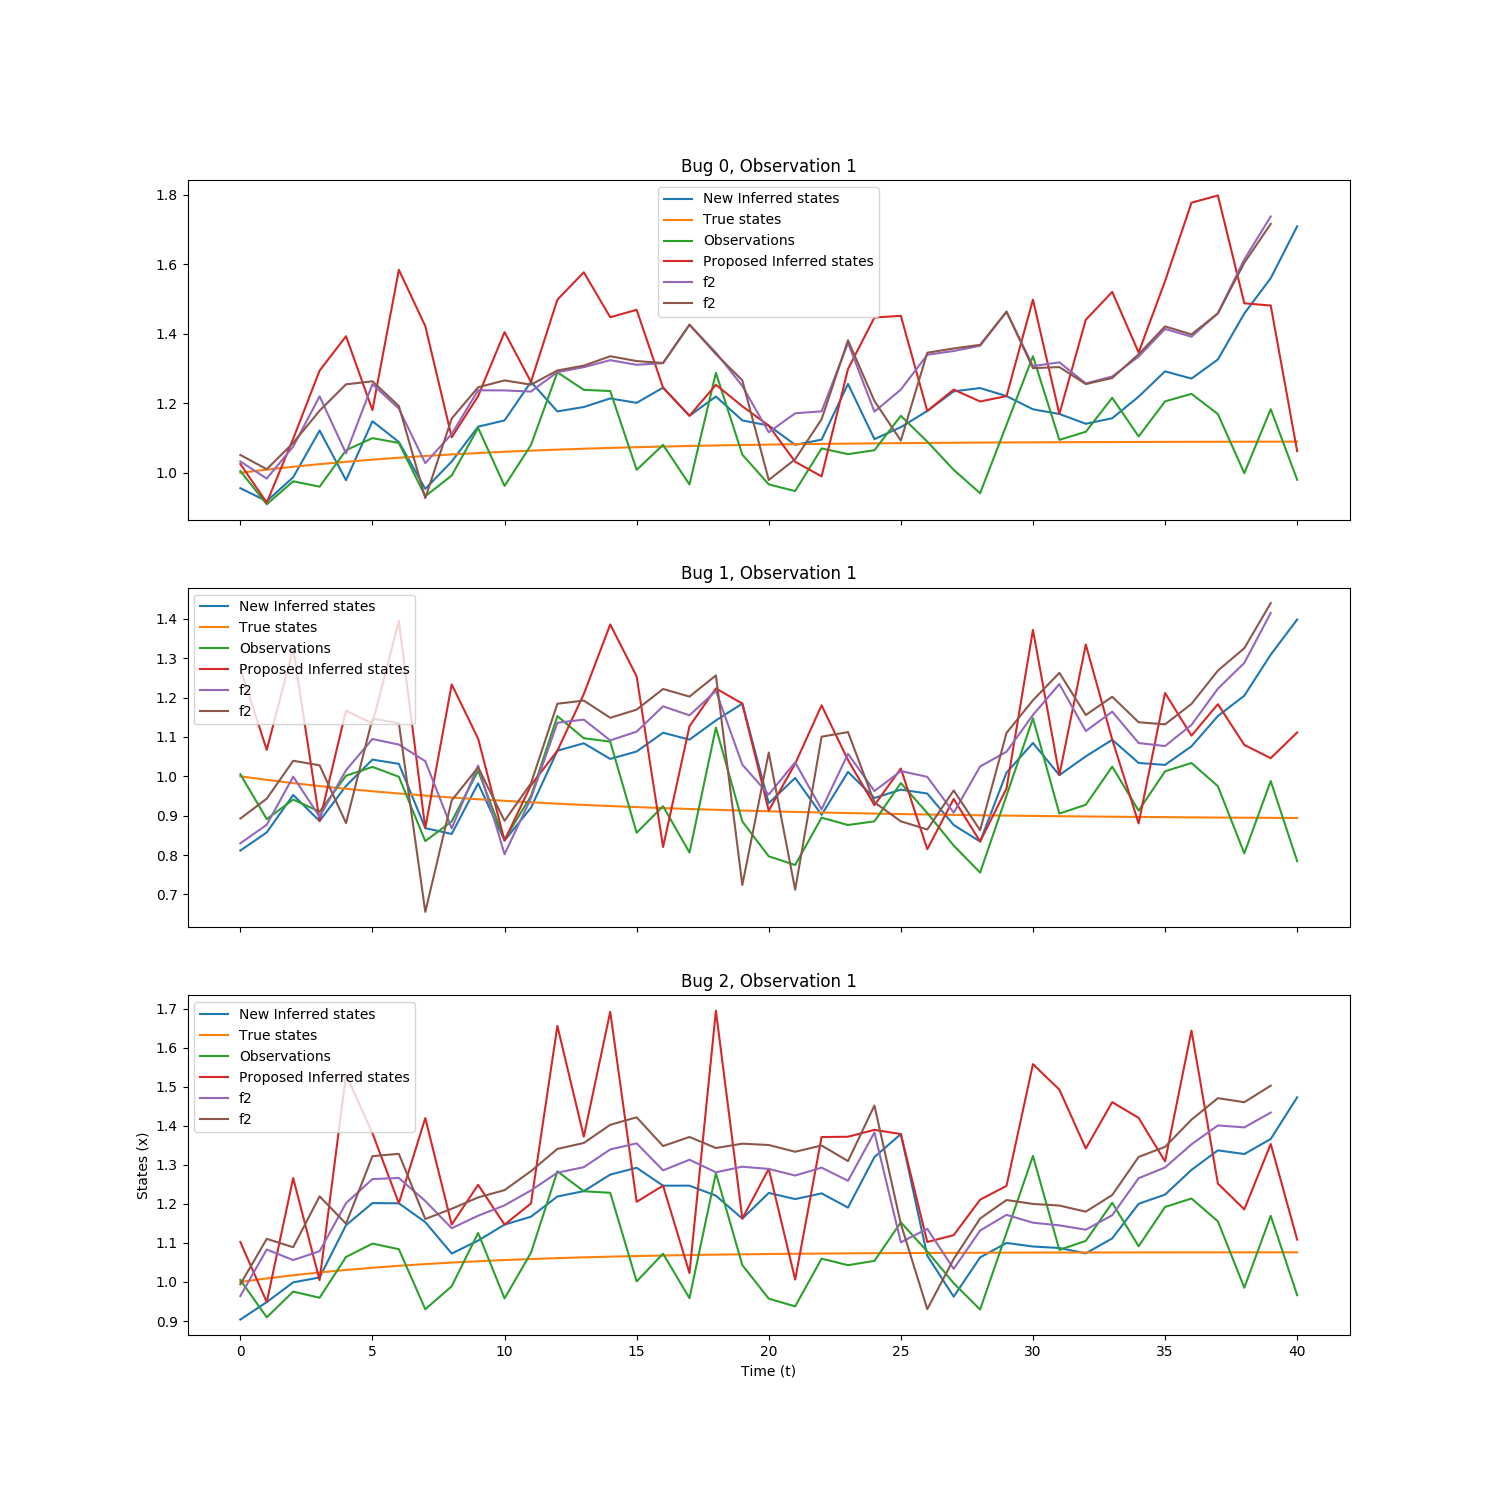 Bug 0, Observation 1
1.8
1.6
1.4
1.2
1.0
New Inferred states
True states
Observations
Proposed Inferred states
f2
f2
Bug 1, Observation 1
1.4
1.3
1.2
1.1
1.0
0.9
0.8
0.7
New Inferred states
True states
Observations
Proposed Inferred states
f2
f2
Bug 2, Observation 1
States (x)
1.7
1.6
1.5
1.4
1.3
1.2
1.1
1.0
0.9
New Inferred states
True states
Observations
Proposed Inferred states
f2
f2
0 5 10 15 20 25 30 35 40
Time (t)